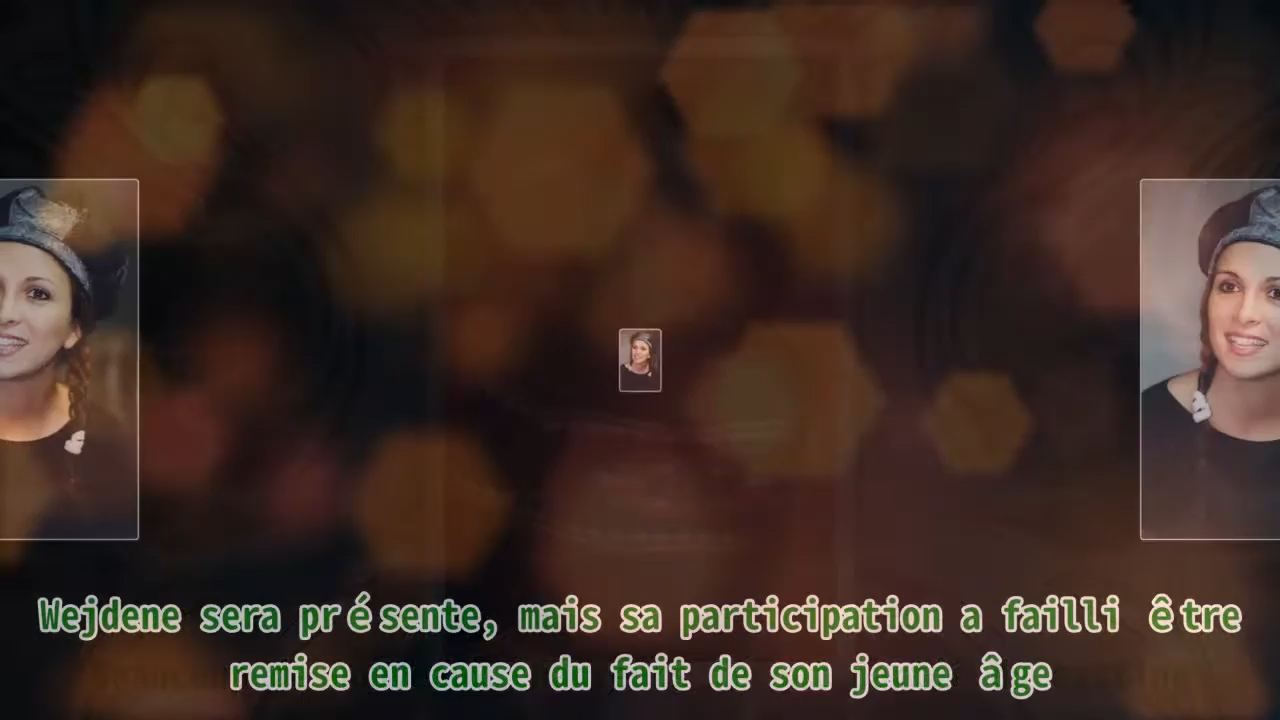 Wejdene sera présente, mais sa participation a failli être
remise en cause du fait de son jeune âge